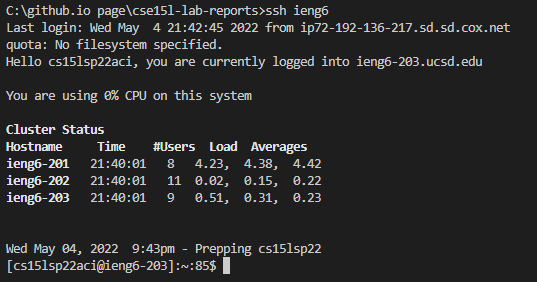 C:\github.io page\cse15l-lab-reports>ssh ieng6
Last login: Wed May  4 21:42:45 2022 from ip72-192-136-217.sd.sd.cox.net
quota: No filesystem specified.
Hello cs15lsp22aci, you are currently logged into ieng6-203.ucsd.edu
You are using 0% CPU on this system
Cluster Status
Hostname     Time    #Users  Load  Averages
ieng6-201   21:40:01   8   4.23,  4.38,  4.42
ieng6-202   21:40:01   11  0.02,  0.15,  0.22
ieng6-203   21:40:01   9   0.51,  0.31,  0.23
Wed May 04, 2022  9:43pm - Prepping cs15lsp22
[cs15lsp22aci@ieng6-203]:~:85$